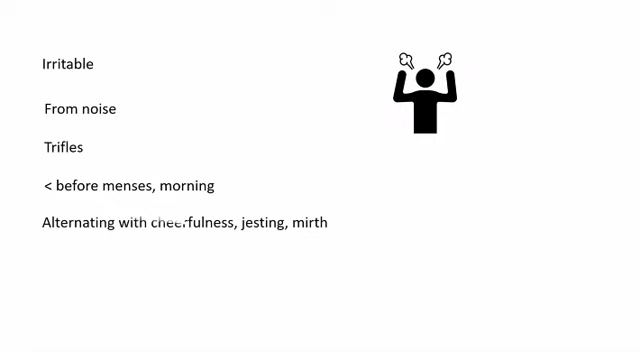 Irritable
From noise
Trifles
< before menses, morning
Alternating with cheerfulness, jesting, mirth